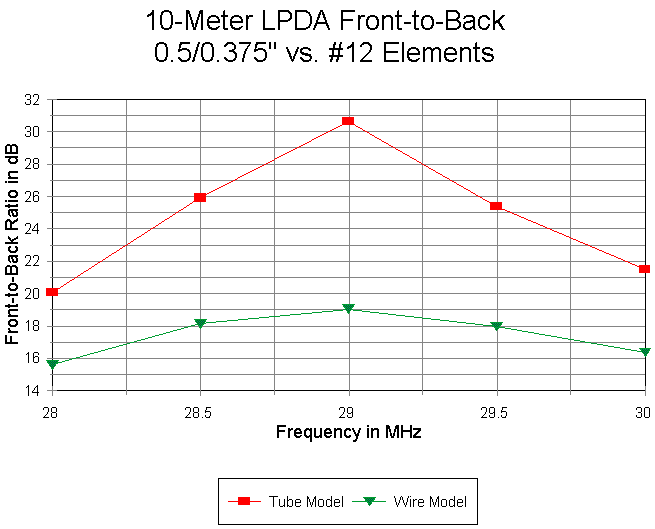 10-Meter LPDA Front-to-Back
0.5/0.375" vs. #12 Elements
Front-to-Back Ratio in dB
32
30
28
26
24
22
20
18
16
14
28 28.5 29 29.5 30
Frequency in MHz
Tube Model Wire Model